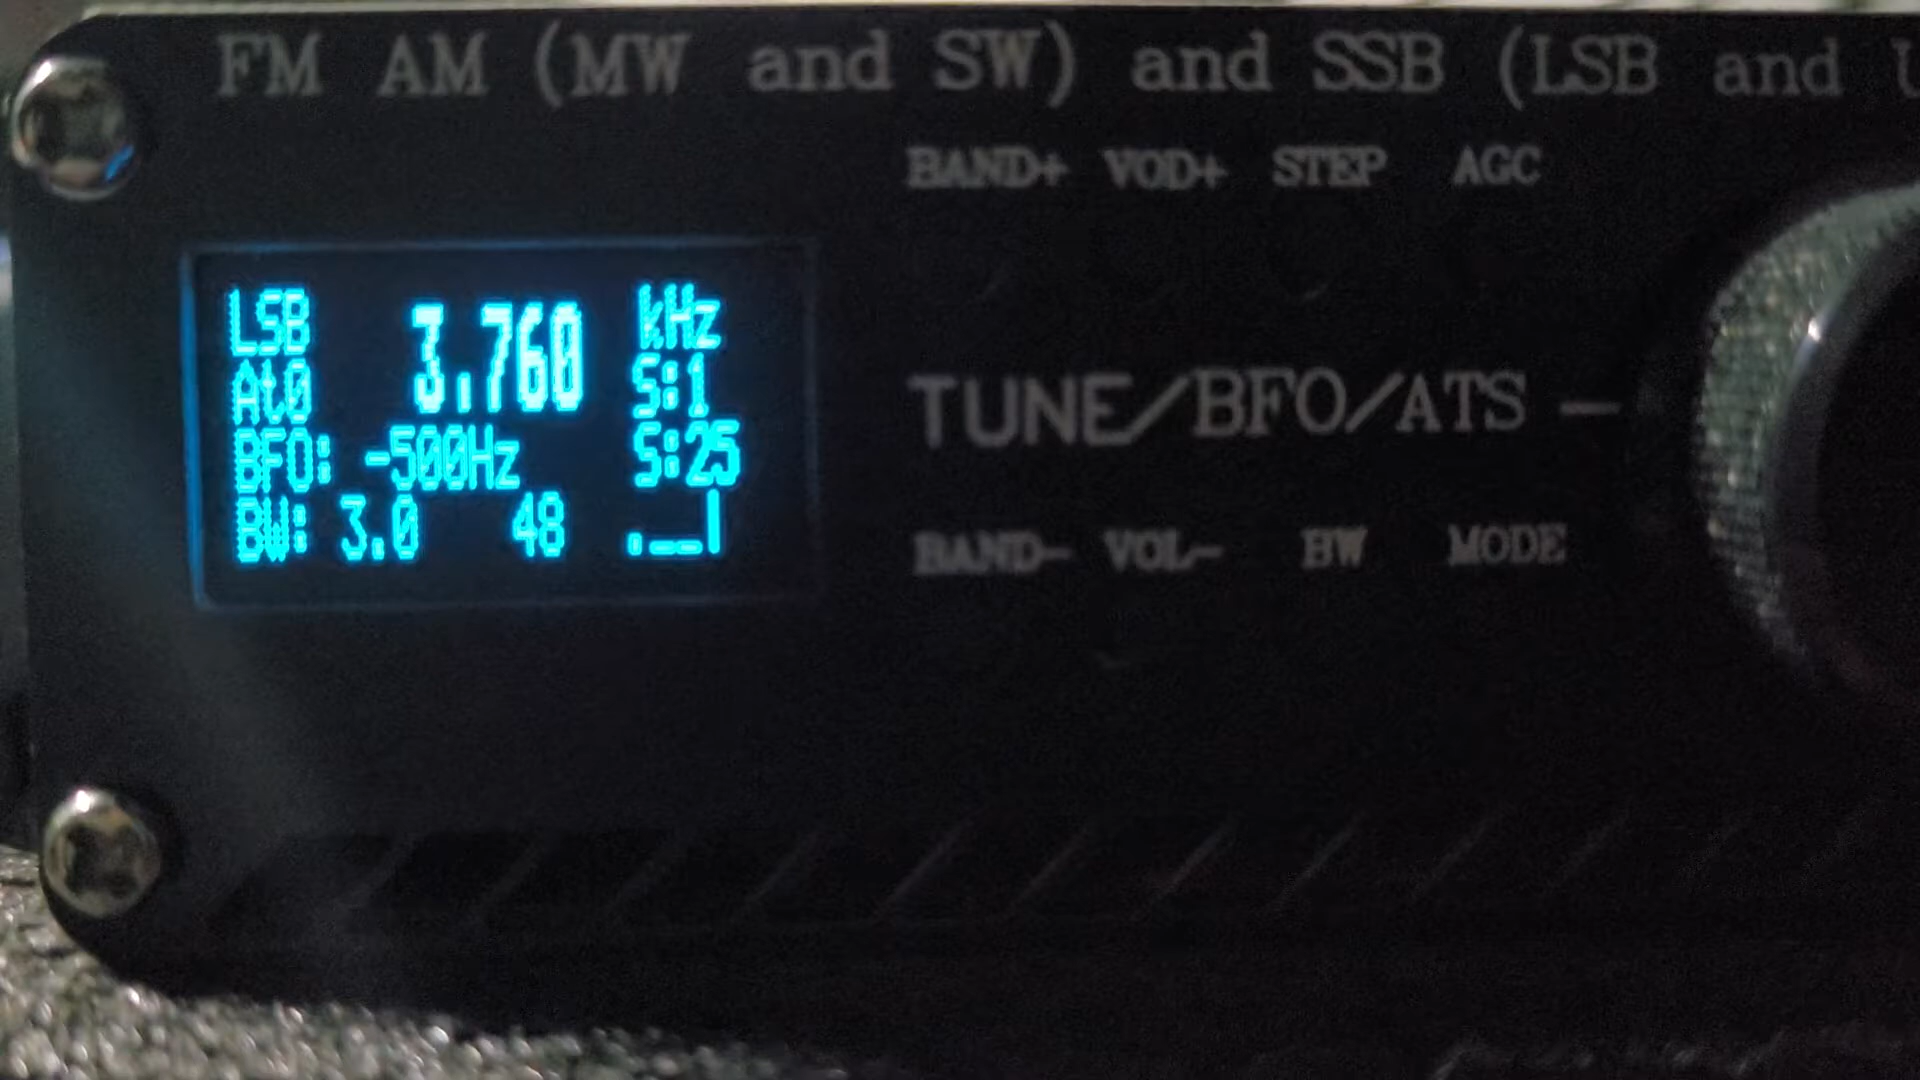 FM AM (MW and SW) and SSB (LSB and
BAND+ VOD+ STEP AGC
LSB 3.760 kHz
At0 S:1
BFO: -500Hz S:25
BW: 3.0 48
TUNE/BFO/ATS —
BAND- VOL- BW MODE